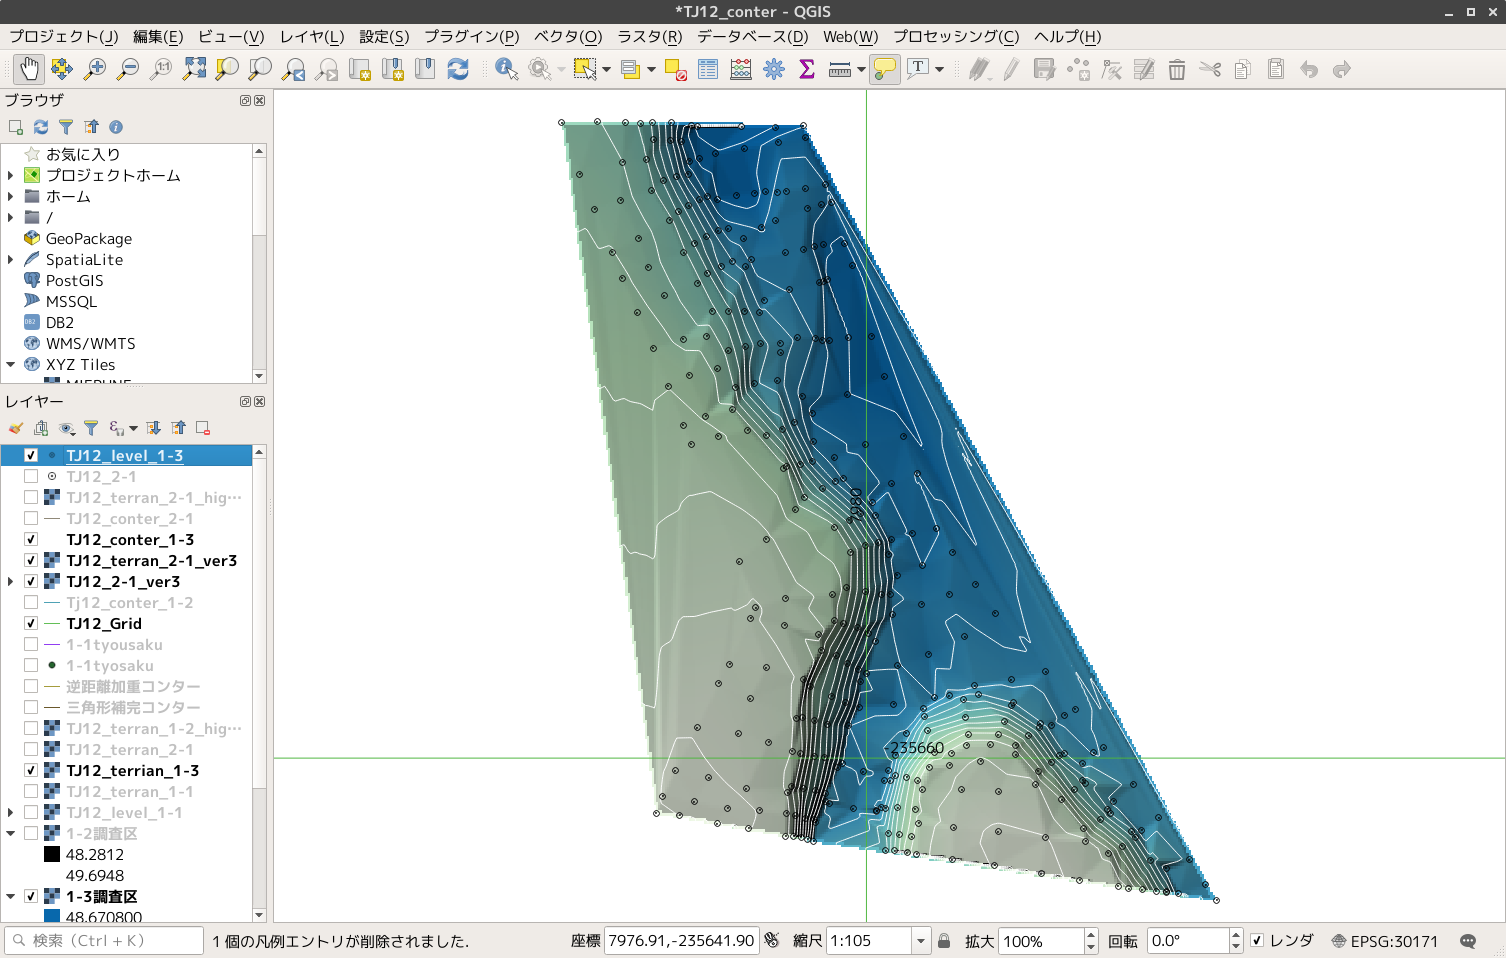 *TJ12_conter - QGIS
プロジェクト(J) 編集(E) ビュー(V) レイヤ(L) 設定(S) プラグイン(P) ベクタ(O) ラスタ(R) データベース(D) Web(W) プロセッシング(C) ヘルプ(H)
ブラウザ
お気に入り
プロジェクトホーム
ホーム
/
GeoPackage
SpatiaLite
PostGIS
MSSQL
DB2
WMS/WMTS
XYZ Tiles
レイヤー
TJ12_level_1-3
TJ12_2-1
TJ12_terran_2-1_hig…
TJ12_conter_2-1
TJ12_conter_1-3
TJ12_terran_2-1_ver3
TJ12_2-1_ver3
Tj12_conter_1-2
TJ12_Grid
1-1tyousaku
1-1tyosaku
逆距離加重コンター
三角形補完コンター
TJ12_terran_1-2_hig…
TJ12_terran_2-1
TJ12_terrian_1-3
TJ12_terran_1-1
TJ12_level_1-1
1-2調査区
48.2812
49.6948
1-3調査区
48.670800
7980
-235660
検索 (Ctrl + K)
1 個の凡例エントリが削除されました.
座標 7976.91,-235641.90
縮尺 1:105
拡大 100%
回転 0.0°
レンダ
EPSG:30171